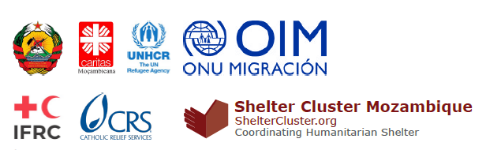 caritas
Moçambicana
UNHCR
The UN
Refugee Agency
OIM
ONU MIGRACIÓN
IFRC
CRS
CATHOLIC RELIEF SERVICES
Shelter Cluster Mozambique
ShelterCluster.org
Coordinating Humanitarian Shelter